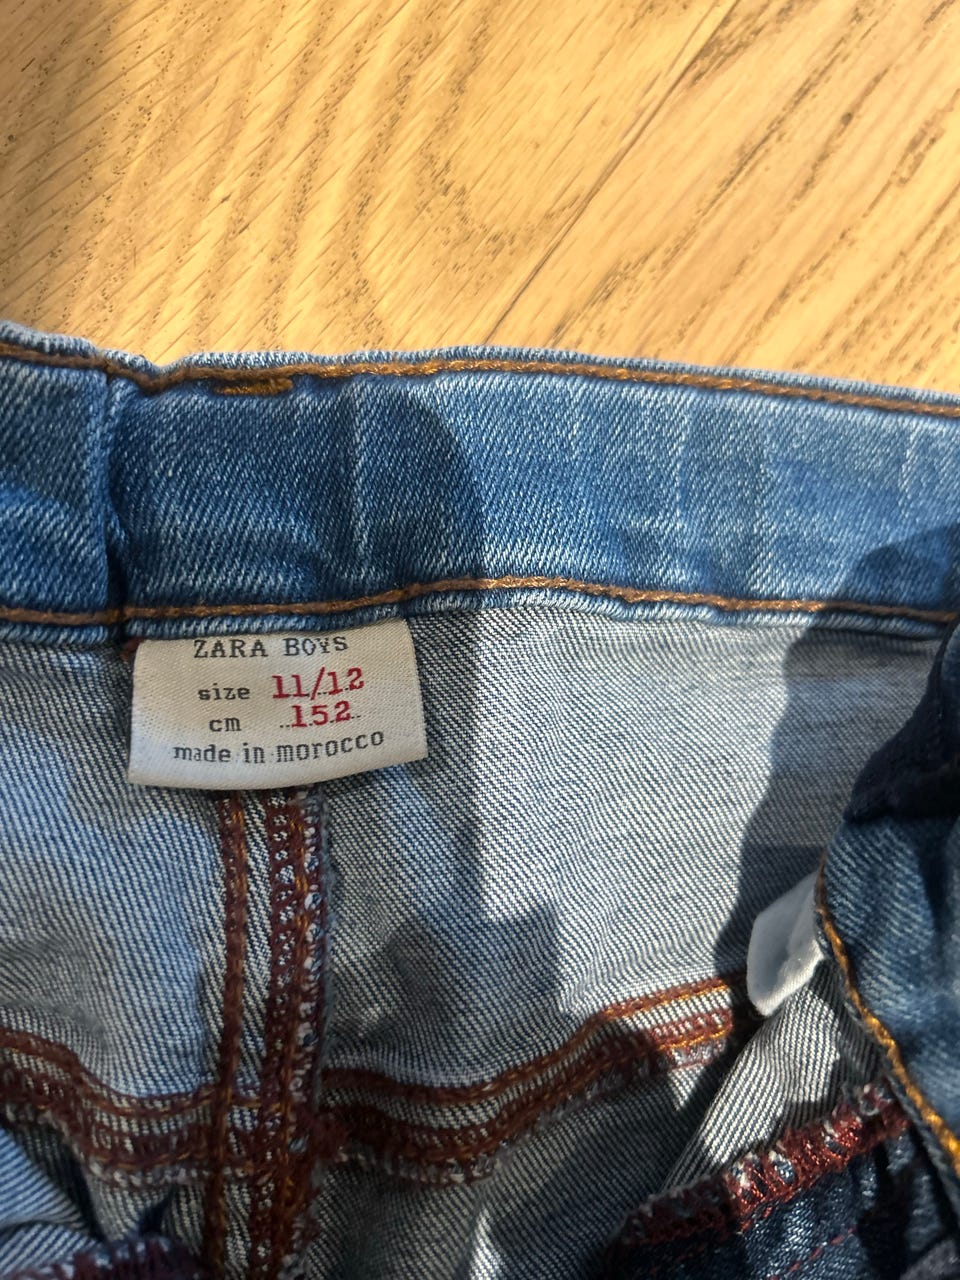 ZARA BOYS
size 11/12
cm 152
made in morocco